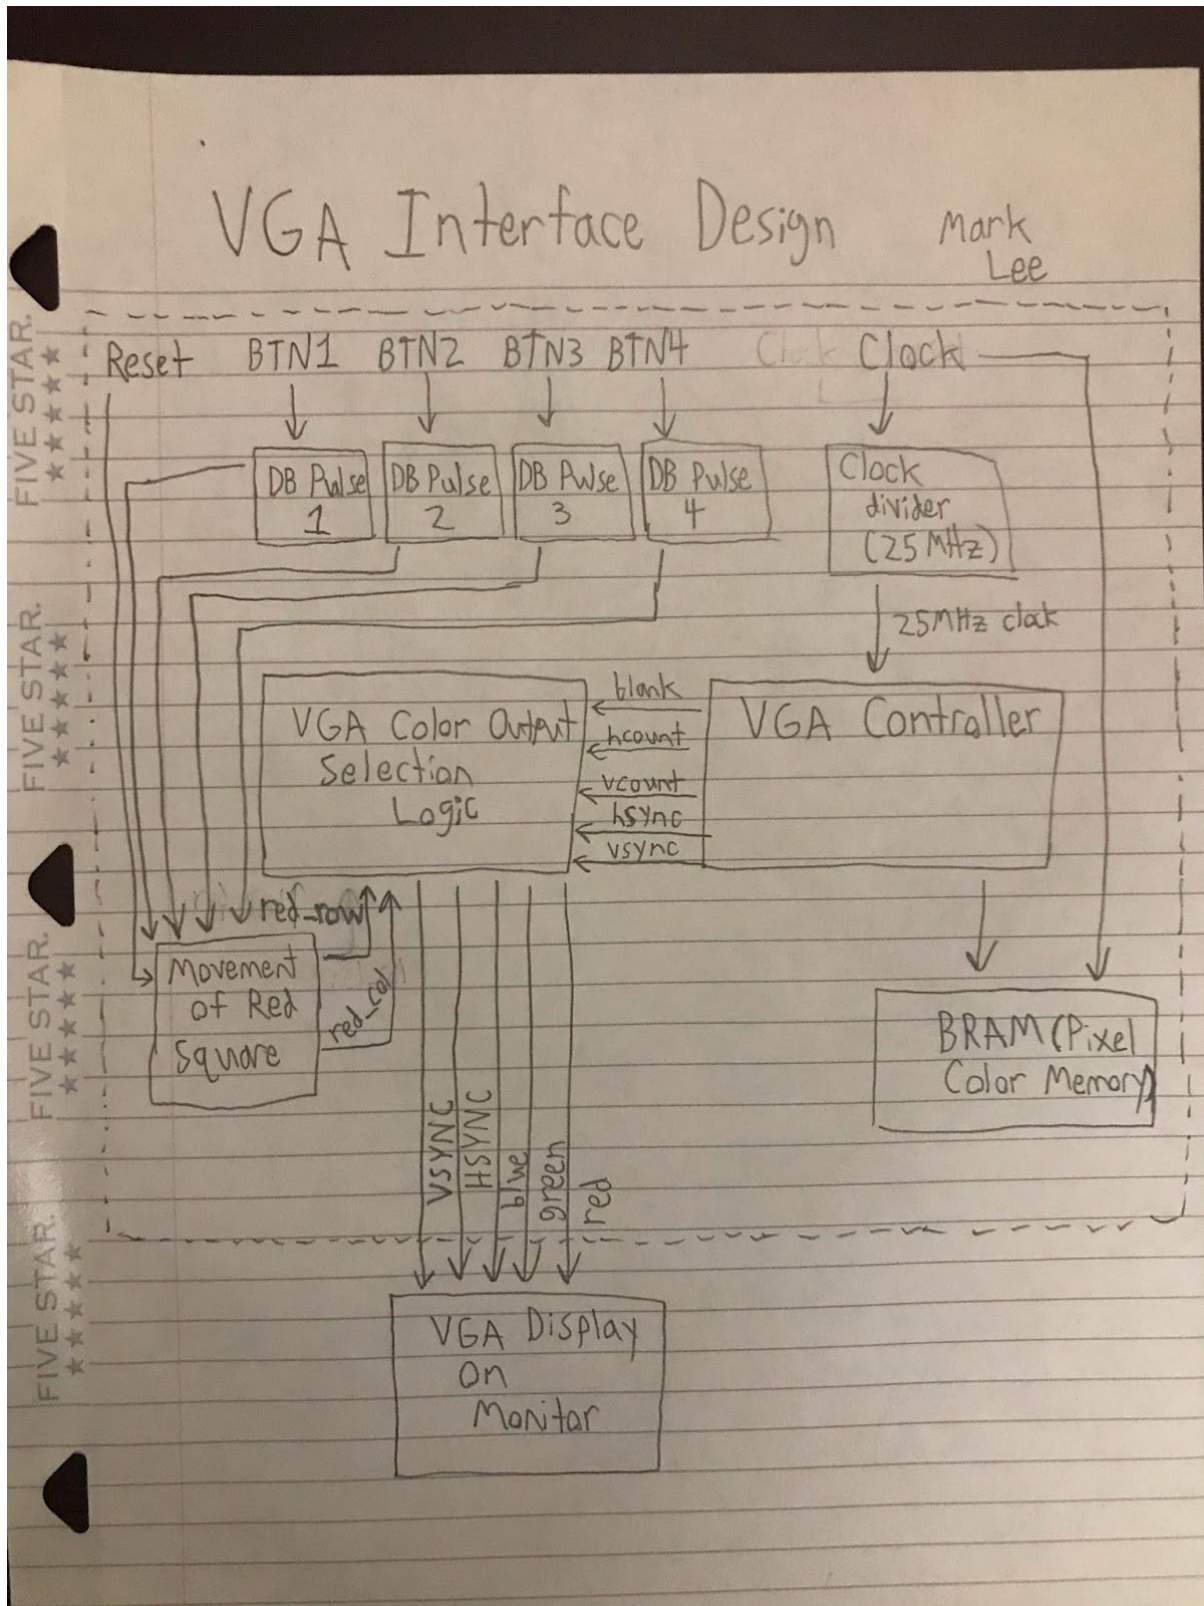 VGA Interface Design
Mark
Lee
Reset BTN1 BTN2 BTN3 BTN4 Clock Clock
DB Pulse
1
DB Pulse
2
DB Pulse
3
DB Pulse
4
Clock
divider
(25 MHz)
25MHz clock
VGA Color Output
Selection
Logic
blank
hcount
vcount
hsync
vsync
VGA Controller
red_row
red_col
Movement
of Red
Square
BRAM (Pixel
Color Memory)
VSYNC
HSYNC
blue
green
red
VGA Display
on
Monitor
FIVE STAR.
FIVE STAR.
FIVE STAR.
FIVE STAR.